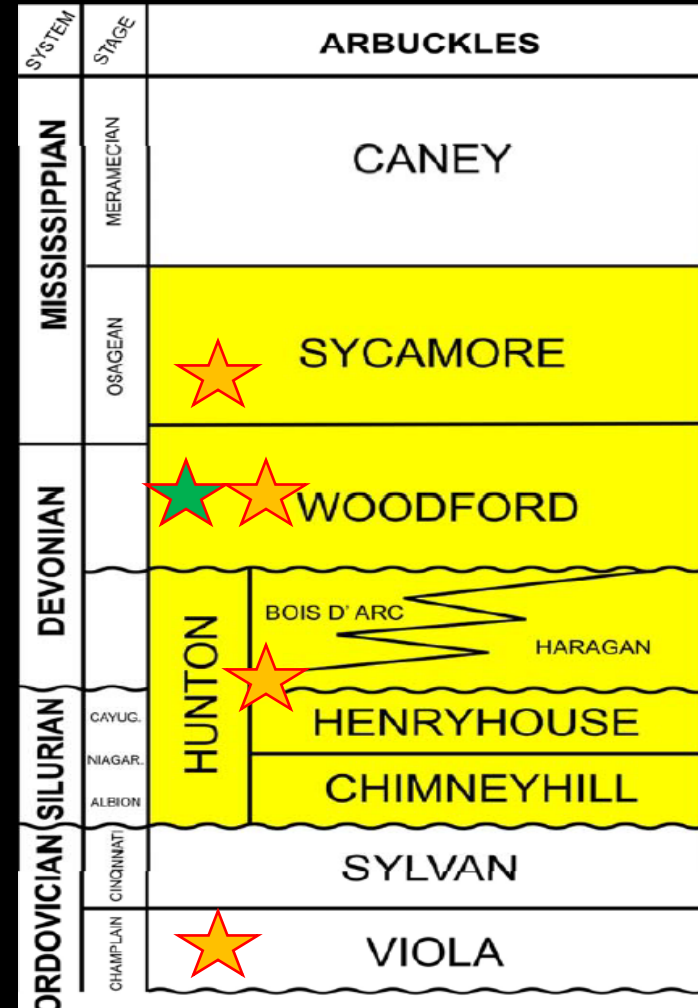 SYSTEM
STAGE
ARBUCKLES
MISSISSIPPIAN
MERAMECIAN
CANEY
OSAGEAN
SYCAMORE
DEVONIAN
WOODFORD
HUNTON
BOIS D' ARC
HARAGAN
SILURIAN
CAYUG.
HENRYHOUSE
NIAGAR.
ALBION
CHIMNEYHILL
ORDOVICIAN
CINQNNATI
SYLVAN
CHAMPLAIN
VIOLA